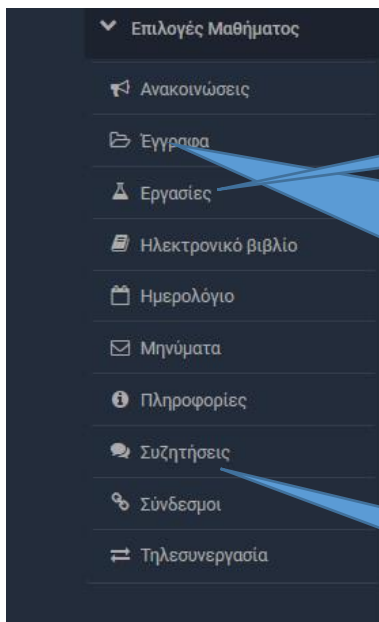 Επιλογές Μαθήματος
Ανακοινώσεις
Έγγραφα
Εργασίες
Ηλεκτρονικό βιβλίο
Ημερολόγιο
Μηνύματα
Πληροφορίες
Συζητήσεις
Σύνδεσμοι
Τηλεσυνεργασία